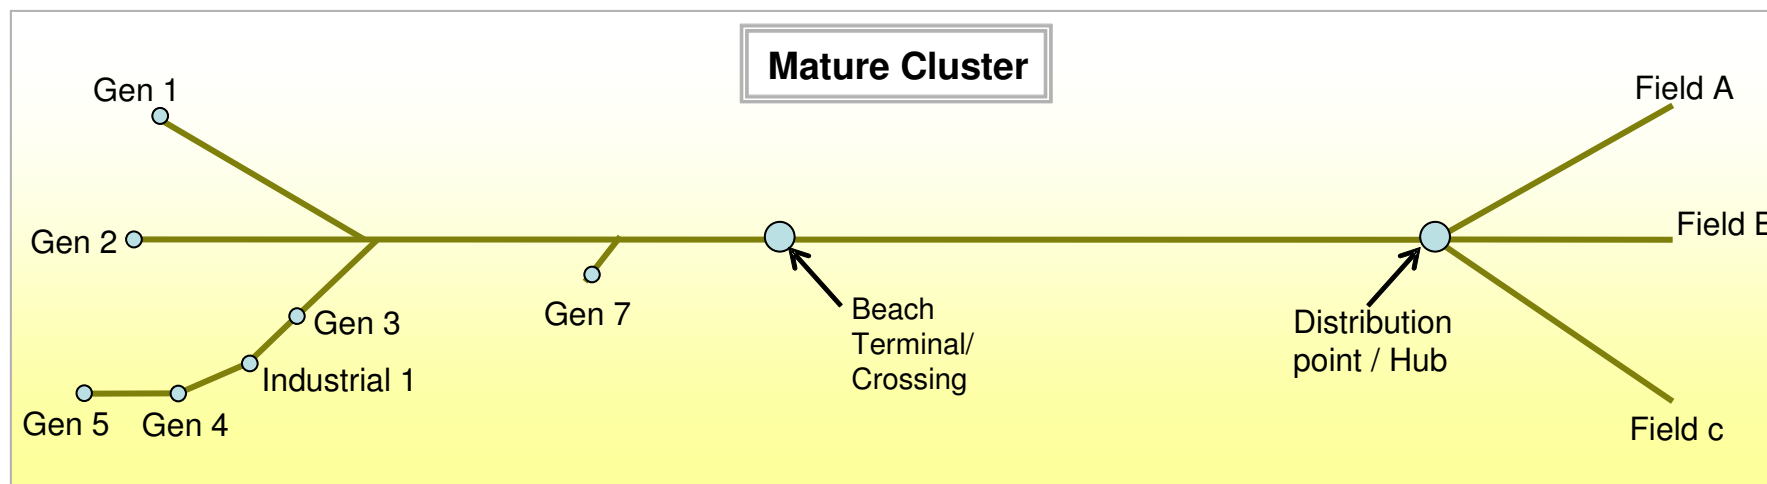 Mature Cluster
Gen 1
Field A
Gen 2
Field B
Gen 3
Gen 7
Beach
Terminal/
Crossing
Distribution
point / Hub
Industrial 1
Gen 5
Gen 4
Field c